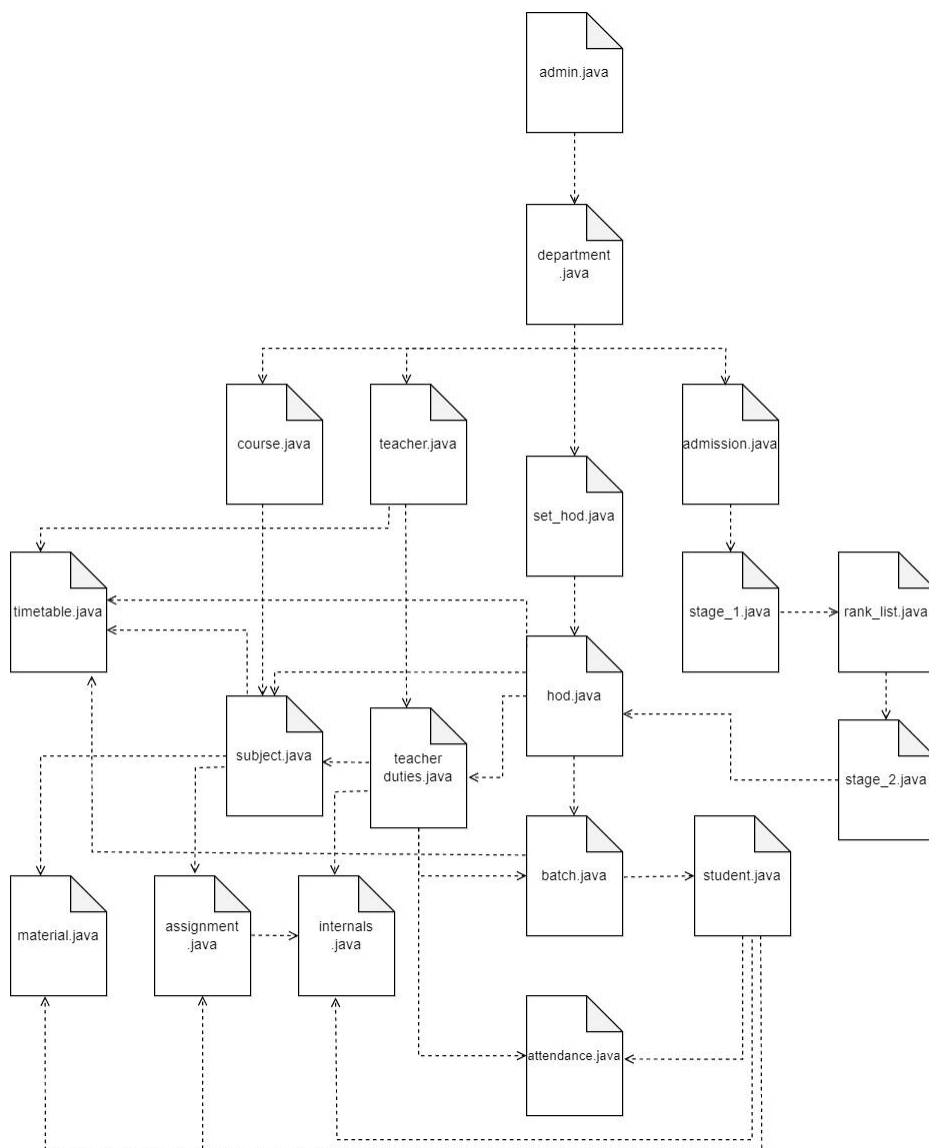 admin.java
department
.java
course.java
teacher.java
admission.java
set_hod.java
timetable.java
stage_1.java
rank_list.java
hod.java
subject.java
teacher
duties.java
stage_2.java
batch.java
student.java
material.java
assignment
.java
internals
.java
attendance.java